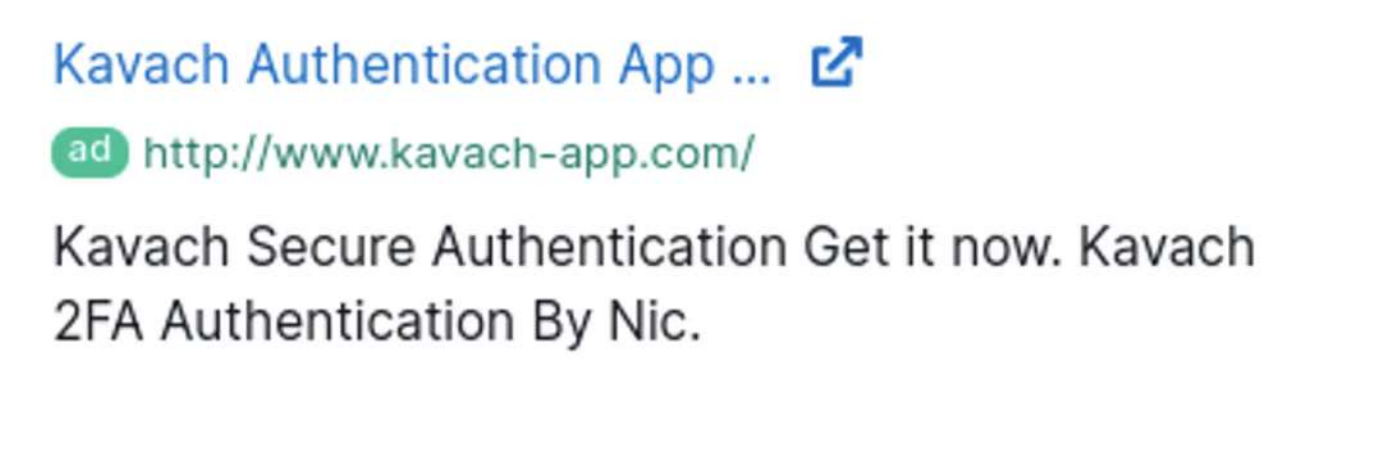 Kavach Authentication App ...
ad http://www.kavach-app.com/
Kavach Secure Authentication Get it now. Kavach
2FA Authentication By Nic.